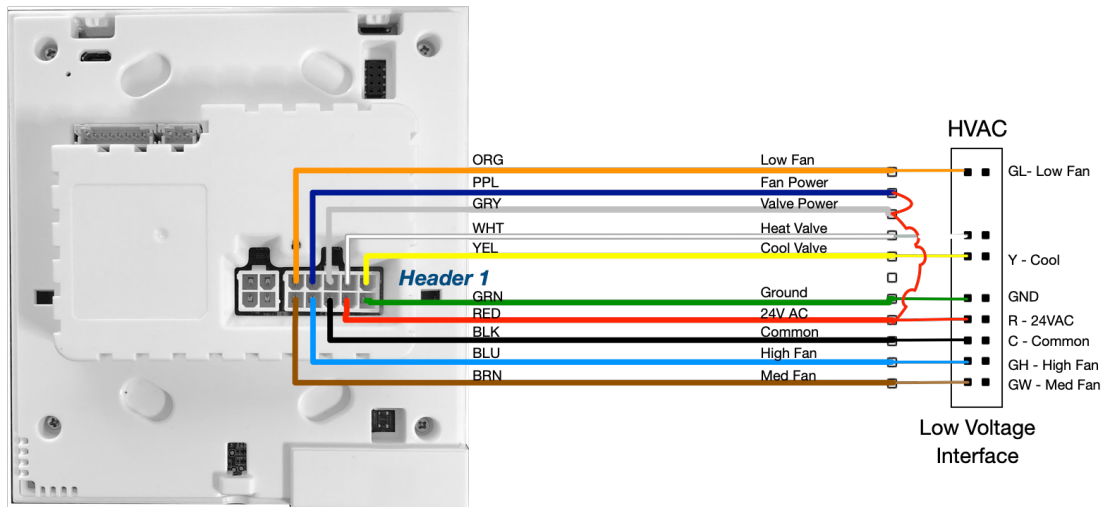 HVAC
ORG Low Fan
GL- Low Fan
PPL Fan Power
GRY Valve Power
WHT Heat Valve
YEL Cool Valve
Y - Cool
Header 1
GRN Ground
GND
RED 24V AC
R - 24VAC
BLK Common
C - Common
BLU High Fan
GH - High Fan
BRN Med Fan
GW - Med Fan
Low Voltage
Interface